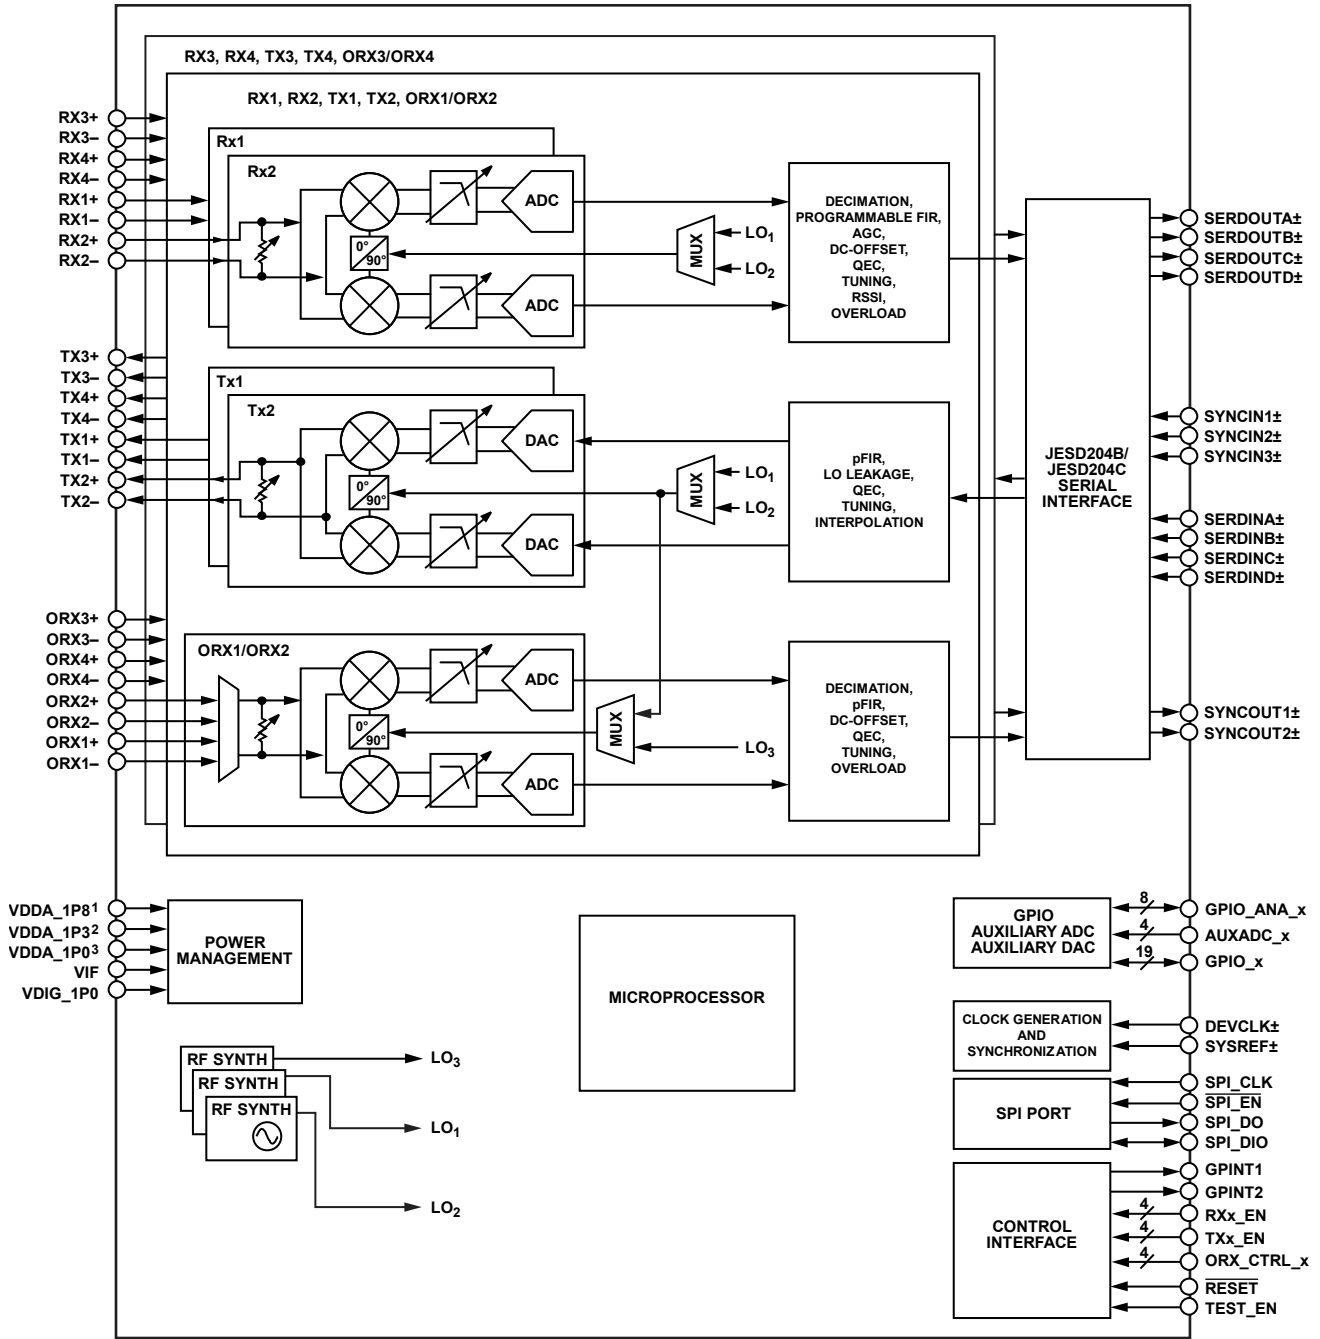 RX3, RX4, TX3, TX4, ORX3/ORX4
RX1, RX2, TX1, TX2, ORX1/ORX2
RX3+
RX3–
RX4+
RX4–
RX1+
RX1–
RX2+
RX2–
Rx1
Rx2
0°
90°
ADC
ADC
MUX
LO1
LO2
DECIMATION,
PROGRAMMABLE FIR,
AGC,
DC-OFFSET,
QEC,
TUNING,
RSSI,
OVERLOAD
SERDOUTA±
SERDOUTB±
SERDOUTC±
SERDOUTD±
TX3+
TX3–
TX4+
TX4–
TX1+
TX1–
TX2+
TX2–
Tx1
Tx2
0°
90°
DAC
DAC
MUX
LO1
LO2
pFIR,
LO LEAKAGE,
QEC,
TUNING,
INTERPOLATION
JESD204B/
JESD204C
SERIAL
INTERFACE
SYNCIN1±
SYNCIN2±
SYNCIN3±
SERDINA±
SERDINB±
SERDINC±
SERDIND±
ORX3+
ORX3–
ORX4+
ORX4–
ORX2+
ORX2–
ORX1+
ORX1–
ORX1/ORX2
0°
90°
ADC
ADC
MUX
LO3
DECIMATION,
pFIR,
DC-OFFSET,
QEC,
TUNING,
OVERLOAD
SYNCOUT1±
SYNCOUT2±
VDDA_1P8¹
VDDA_1P3²
VDDA_1P0³
VIF
VDIG_1P0
POWER
MANAGEMENT
RF SYNTH
RF SYNTH
RF SYNTH
LO3
LO1
LO2
MICROPROCESSOR
GPIO
AUXILIARY ADC
AUXILIARY DAC
8
4
19
GPIO_ANA_x
AUXADC_x
GPIO_x
CLOCK GENERATION
AND
SYNCHRONIZATION
DEVCLK±
SYSREF±
SPI PORT
SPI_CLK
SPI_EN
SPI_DO
SPI_DIO
CONTROL
INTERFACE
4
4
4
GPINT1
GPINT2
RXx_EN
TXx_EN
ORX_CTRL_x
RESET
TEST_EN